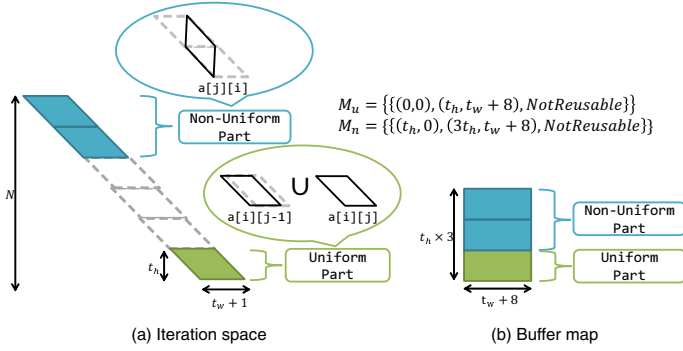 a[j][i]
Non-Uniform
Part
M_u = {{(0,0), (t_h, t_w + 8), NotReusable}}
M_n = {{(t_h, 0), (3t_h, t_w + 8), NotReusable}}
N
a[i][j-1]
∪
a[i][j]
t_h
Uniform
Part
t_w + 1
t_h × 3
Non-Uniform
Part
Uniform
Part
t_w + 8
(a) Iteration space
(b) Buffer map